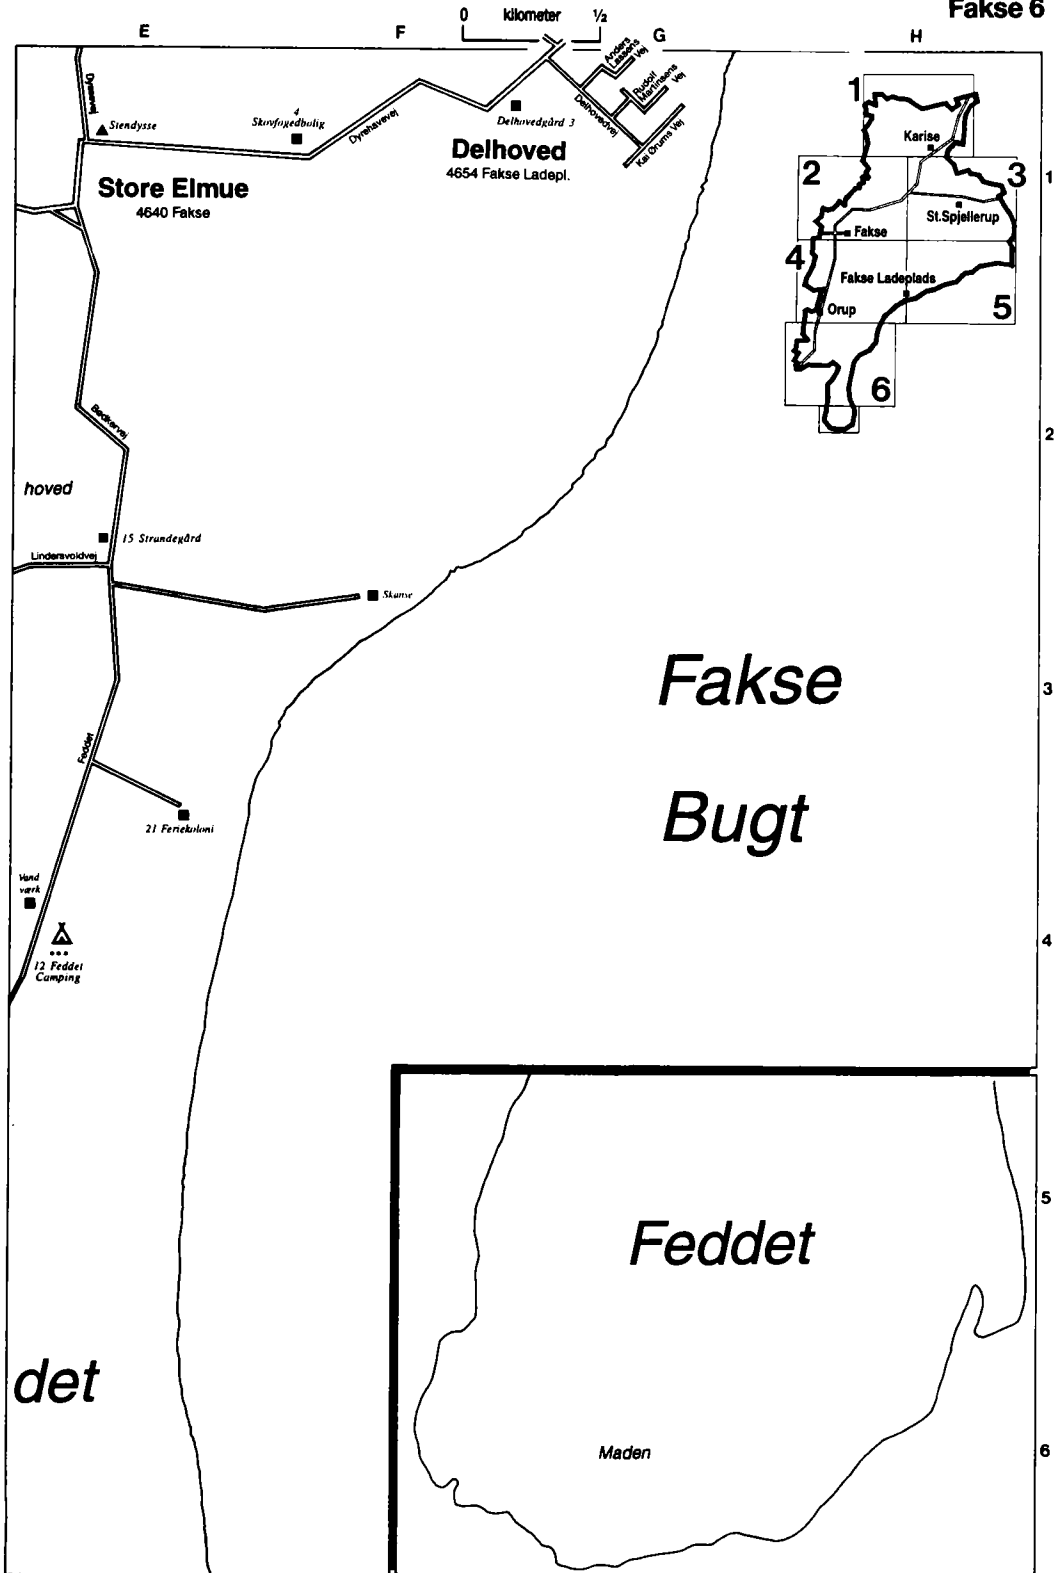 Fakse 6
0 kilometer ½
E
F
G
H
Anders
Lassens
Vej
Rudolf
Martinsens
Vej
Delhovedvej
Kai Ørums Vej
Dyrehavevej
Stendysse
4
Skovfogedbolig
Delhovedgård 3
Delhoved
4654 Fakse Ladepl.
Store Elmue
4640 Fakse
1
Karise
2
3
St.Spjellerup
Fakse
4
Fakse Ladeplads
Orup
5
6
1
2
Bødkervej
hoved
15 Strandegård
Lindersvoldvej
Skanse
Fakse
Bugt
3
Feddet
21 Feriekoloni
Vand
værk
12 Feddet
Camping
4
5
Feddet
det
Maden
6